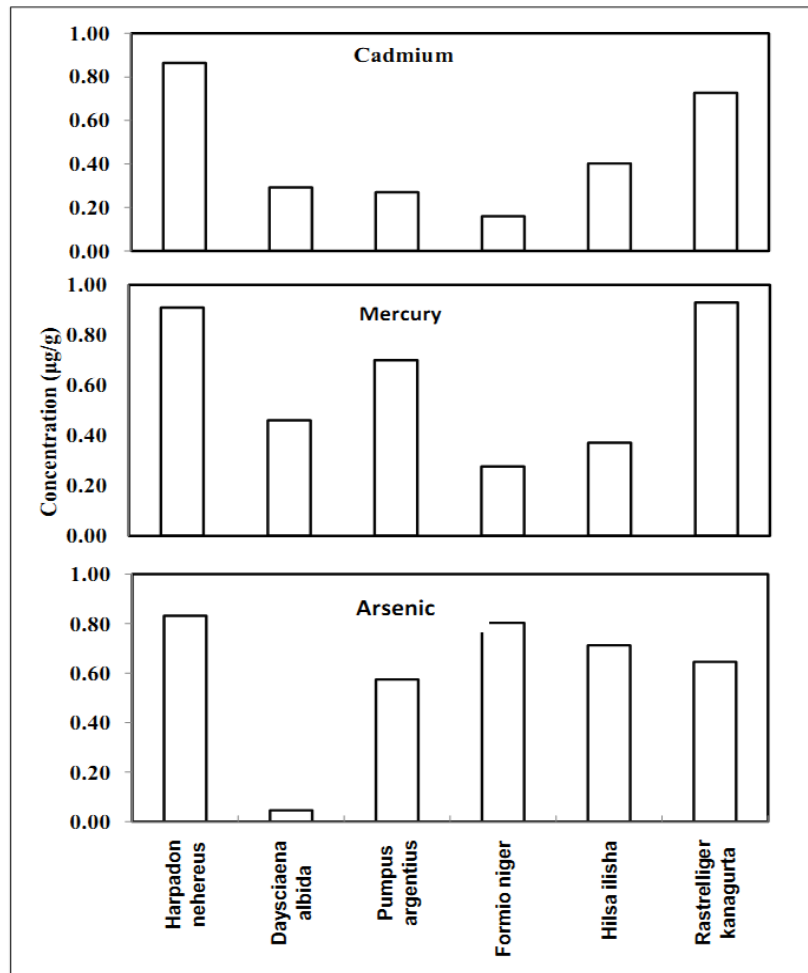 Concentration (µg/g)
Cadmium
1.00
0.80
0.60
0.40
0.20
0.00
Mercury
1.00
0.80
0.60
0.40
0.20
0.00
Arsenic
1.00
0.80
0.60
0.40
0.20
0.00
Harpadon
nehereus
Daysciaena
albida
Pumpus
argentius
Formio niger
Hilsa ilisha
Rastrelliger
kanagurta